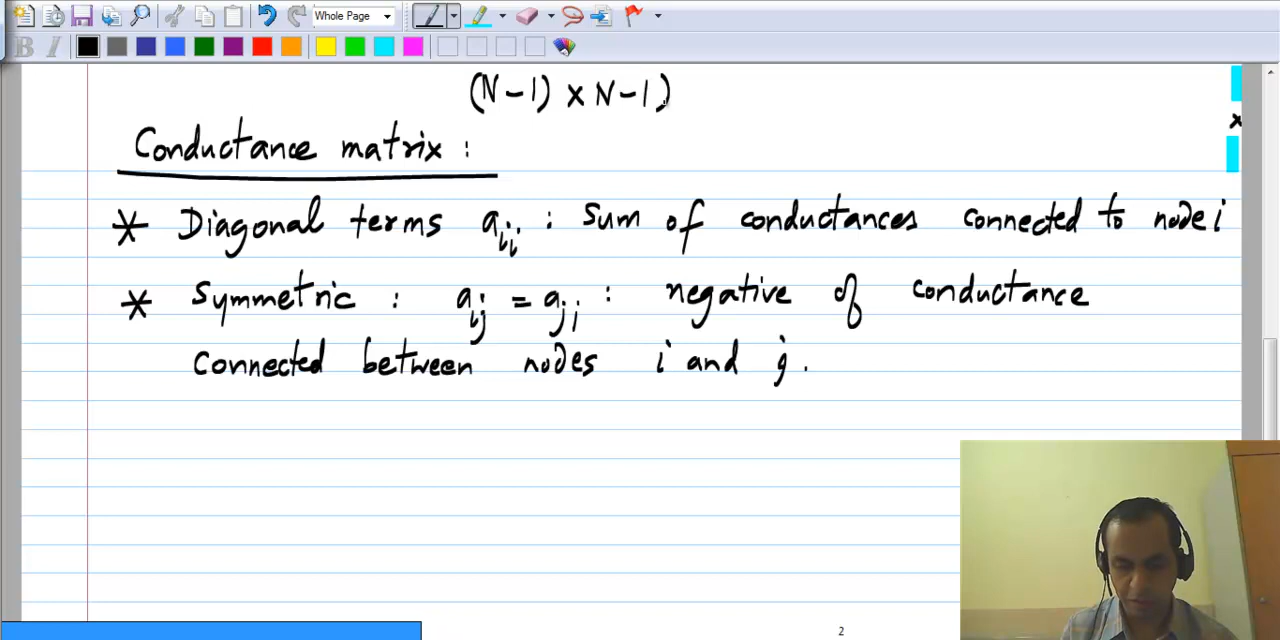 Whole Page
B I
(N-1) x N-1)
Conductance matrix :
* Diagonal terms aii : Sum of conductances connected to node i
* Symmetric : aij = aji : negative of conductance
connected between nodes i and j.
x
2